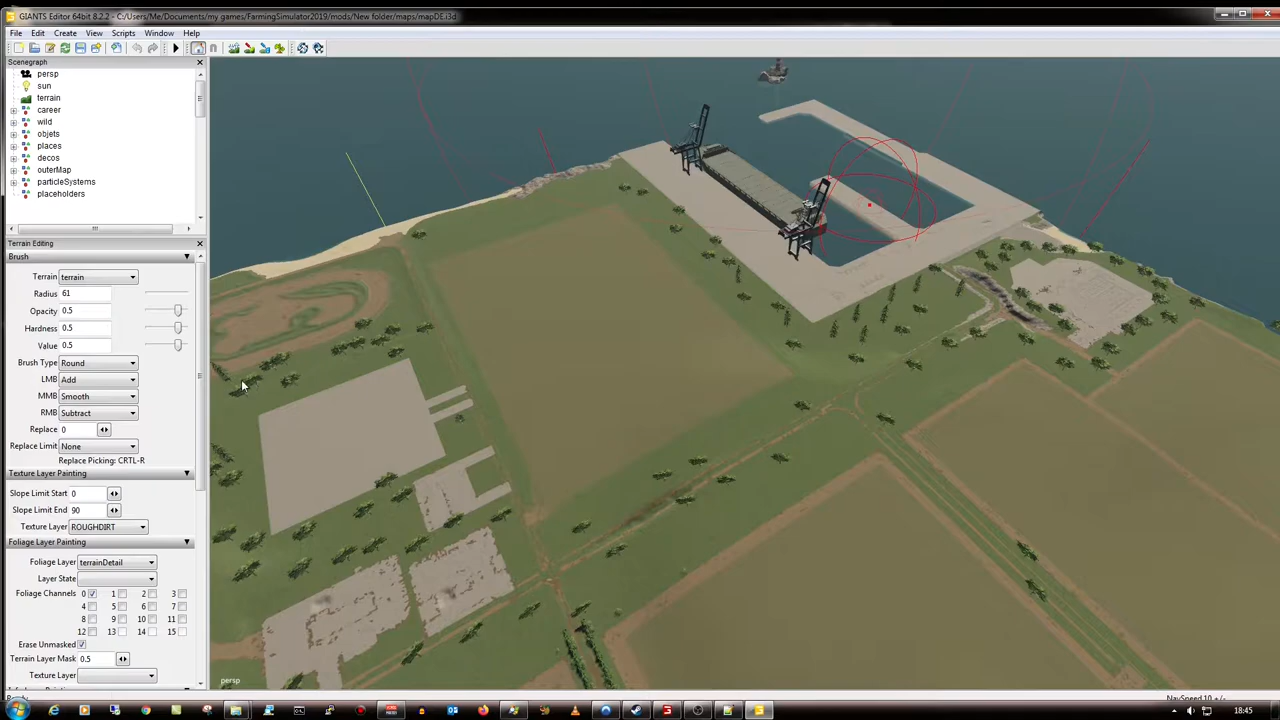 GIANTS Editor 64bit 8.2.2 - C:/Users/Me/Documents/my games/FarmingSimulator2019/mods/New folder/maps/mapDE.i3d
File Edit Create View Scripts Window Help
Scenegraph
persp
sun
terrain
career
wild
objets
places
decos
outerMap
particleSystems
placeholders
Terrain Editing
Brush
Terrain terrain
Radius 61
Opacity 0.5
Hardness 0.5
Value 0.5
Brush Type Round
LMB Add
MMB Smooth
RMB Subtract
Replace 0
Replace Limit None
Replace Picking: CRTL-R
Texture Layer Painting
Slope Limit Start 0
Slope Limit End 90
Texture Layer ROUGHDIRT
Foliage Layer Painting
Foliage Layer terrainDetail
Layer State
Foliage Channels 0 1 2 3
4 5 6 7
8 9 10 11
12 13 14 15
Erase Unmasked
Terrain Layer Mask 0.5
Texture Layer
persp
NavSpeed 10
18:45